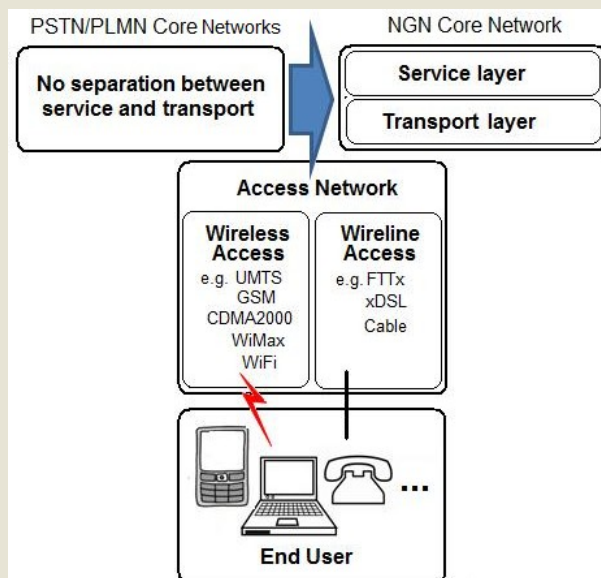 PSTN/PLMN Core Networks
No separation between
service and transport
NGN Core Network
Service layer
Transport layer
Access Network
Wireless
Access
e.g. UMTS
GSM
CDMA2000
WiMax
WiFi
Wireline
Access
e.g. FTTx
xDSL
Cable
...
End User